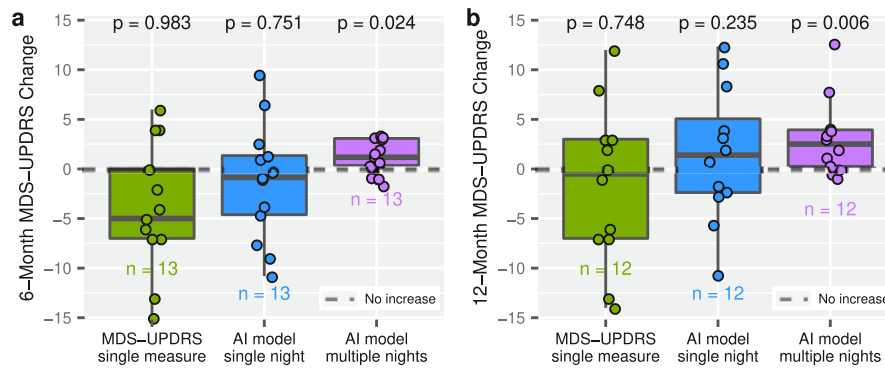 a
p = 0.983 p = 0.751 p = 0.024
6−Month MDS−UPDRS Change
15
10
5
0
−5
−10
−15
n = 13
n = 13
n = 13
No increase
MDS−UPDRS single measure
AI model single night
AI model multiple nights
b
p = 0.748 p = 0.235 p = 0.006
12−Month MDS−UPDRS Change
15
10
5
0
−5
−10
−15
n = 12
n = 12
n = 12
No increase
MDS−UPDRS single measure
AI model single night
AI model multiple nights